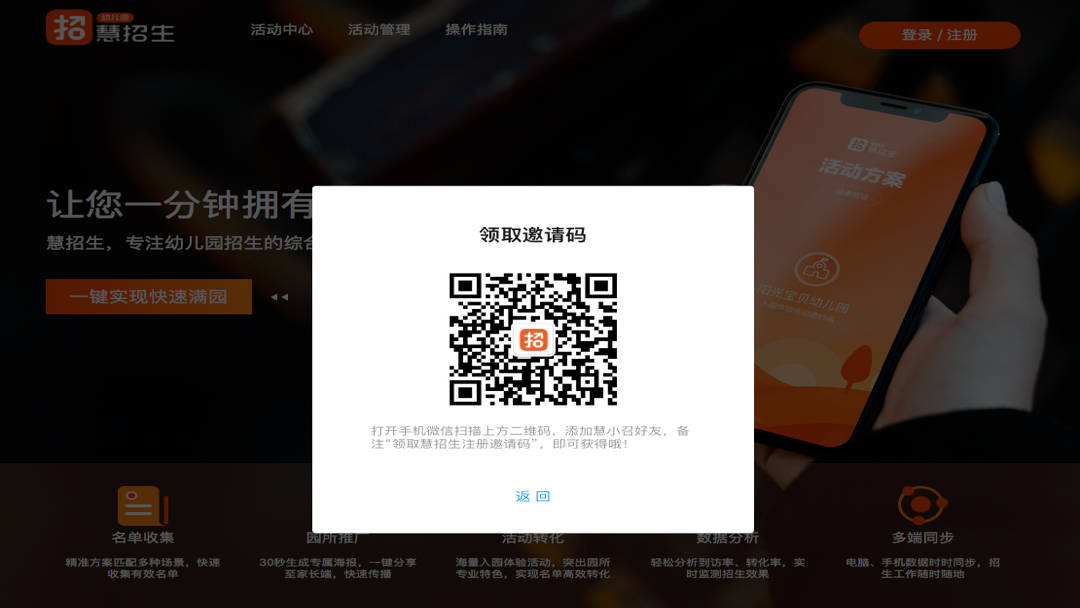 招 幼儿园
慧招生
活动中心 活动管理 操作指南
登录 / 注册
招
活动方案
让您一分钟拥有
慧招生，专注幼儿园招生的综合
一键实现快速满园
阳光宝贝幼儿园
领取邀请码
招
打开手机微信扫描上方二维码，添加慧小召好友，备
注“领取慧招生注册邀请码”，即可获得哦！
返 回
名单收集
精准方案匹配多种场景，快速
收集有效名单
园所推广
30秒生成专属海报，一键分享
至家长端，快速传播
活动转化
海量入园体验活动，突出园所
专业特色，实现名单高效转化
数据分析
轻松分析到访率、转化率，实
时监测招生效果
多端同步
电脑、手机数据时时同步，招
生工作随时随地